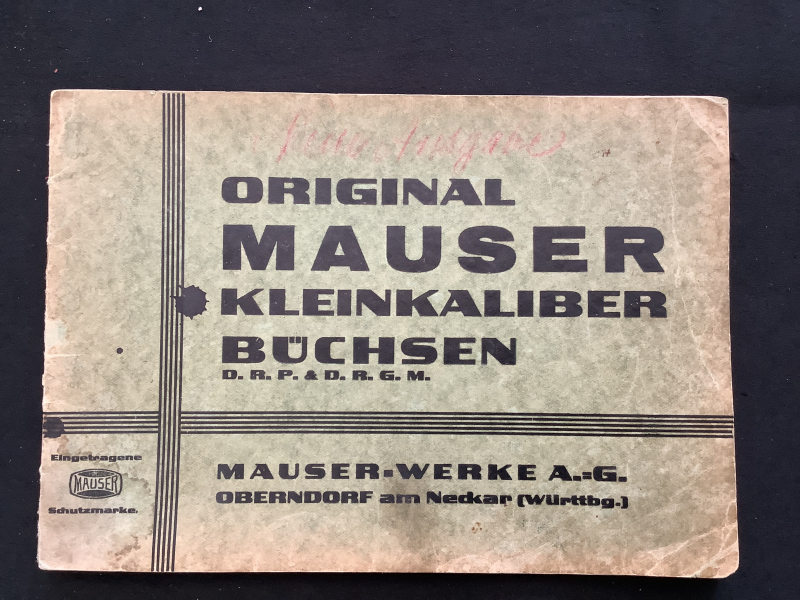 ORIGINAL
MAUSER
KLEINKALIBER
BÜCHSEN
D. R. P. & D. R. G. M.
Eingetragene
MAUSER
Schutzmarke.
MAUSER-WERKE A.=G.
OBERNDORF am Neckar (Württbg.)